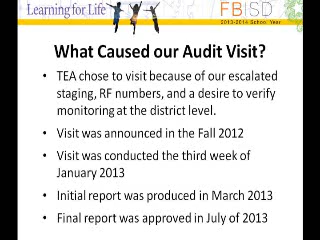 Learning for Life
FBISD
2013-2014 School Year
What Caused our Audit Visit?
• TEA chose to visit because of our escalated
staging, RF numbers, and a desire to verify
monitoring at the district level.
• Visit was announced in the Fall 2012
• Visit was conducted the third week of
January 2013
• Initial report was produced in March 2013
• Final report was approved in July of 2013